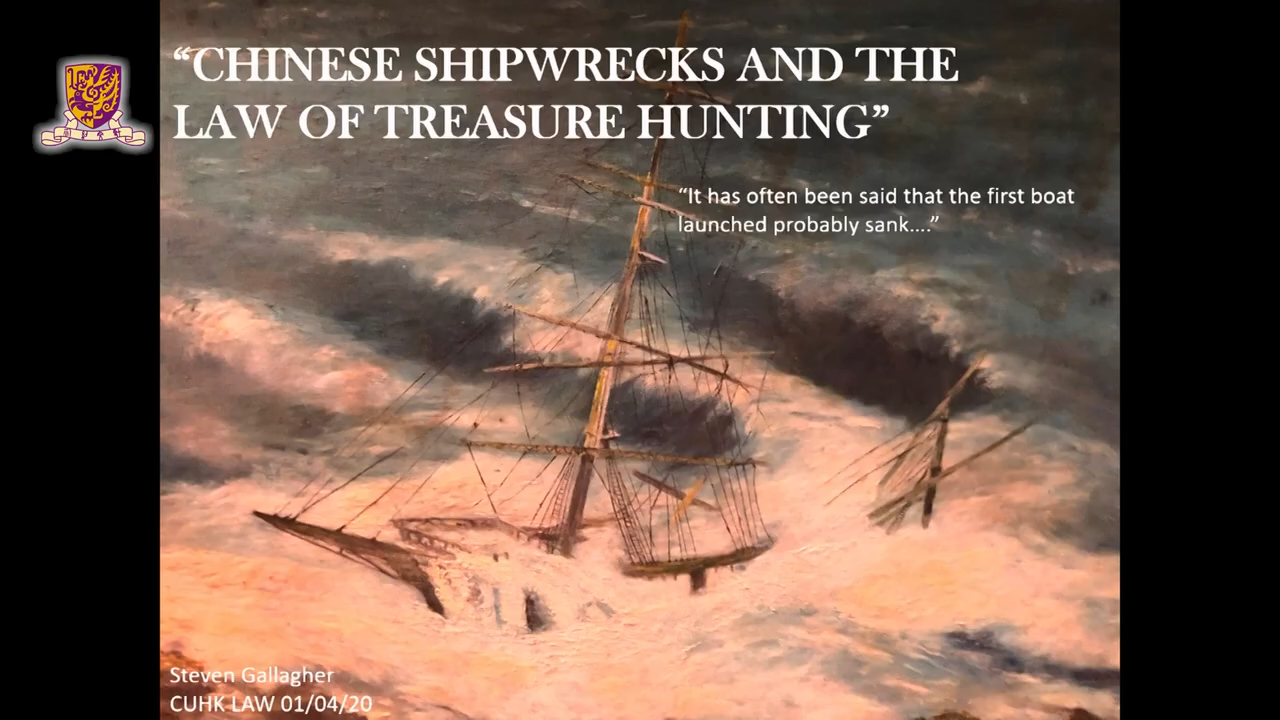 “CHINESE SHIPWRECKS AND THE
LAW OF TREASURE HUNTING”
“It has often been said that the first boat
launched probably sank....”
Steven Gallagher
CUHK LAW 01/04/20